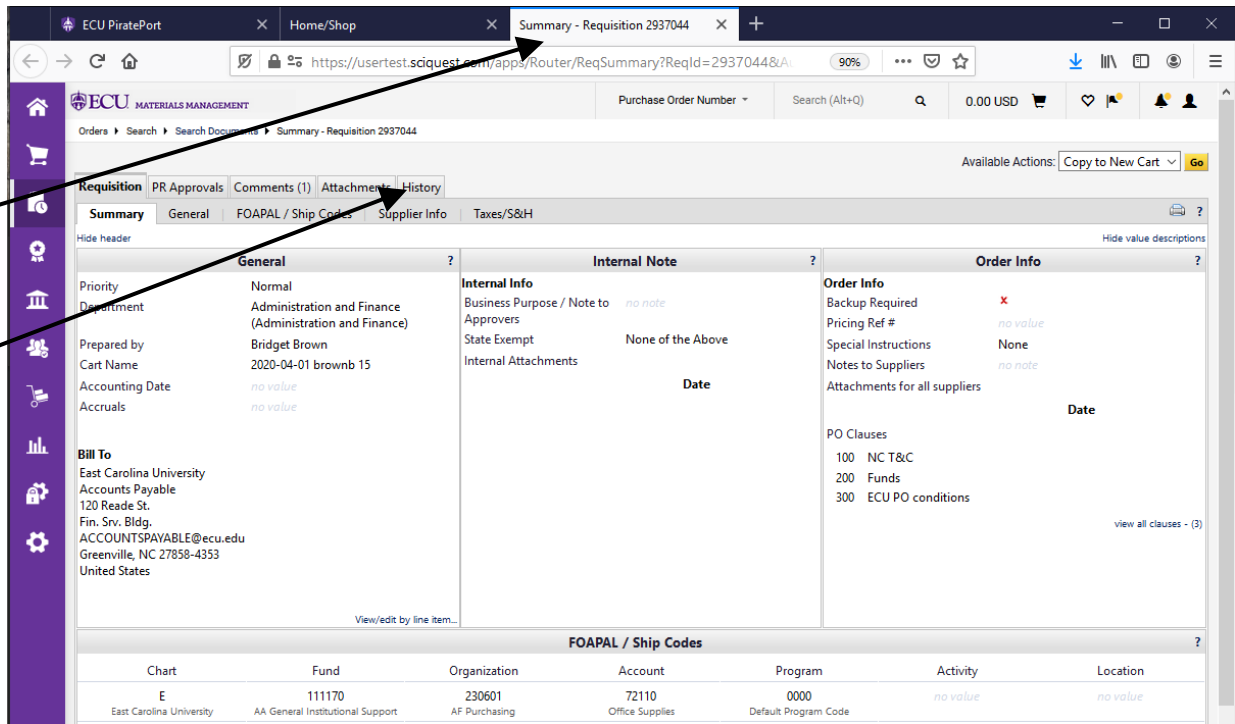 ECU PiratePort
Home/Shop
Summary - Requisition 2937044
https://usertest.sciquest.com/apps/Router/ReqSummary?ReqId=2937044&A
90%
ECU MATERIALS MANAGEMENT
Purchase Order Number
Search (Alt+Q)
0.00 USD
Orders Search Search Documents Summary - Requisition 2937044
Available Actions: Copy to New Cart Go
Requisition PR Approvals Comments (1) Attachments History
Summary General FOAPAL / Ship Codes Supplier Info Taxes/S&H ?
Hide header
Hide value descriptions
General ?
Priority Normal
Department Administration and Finance
(Administration and Finance)
Prepared by Bridget Brown
Cart Name 2020-04-01 brownb 15
Accounting Date no value
Accruals no value
Bill To
East Carolina University
Accounts Payable
120 Reade St.
Fin. Srv. Bldg.
ACCOUNTSPAYABLE@ecu.edu
Greenville, NC 27858-4353
United States
View/edit by line item...
Internal Note ?
Internal Info
Business Purpose / Note to no note
Approvers
State Exempt None of the Above
Internal Attachments
Date
Order Info ?
Order Info
Backup Required x
Pricing Ref # no value
Special Instructions None
Notes to Suppliers no note
Attachments for all suppliers
Date
PO Clauses
100 NC T&C
200 Funds
300 ECU PO conditions
view all clauses - (3)
FOAPAL / Ship Codes ?
Chart Fund Organization Account Program Activity Location
E 111170 230601 72110 0000 no value no value
East Carolina University AA General Institutional Support AF Purchasing Office Supplies Default Program Code